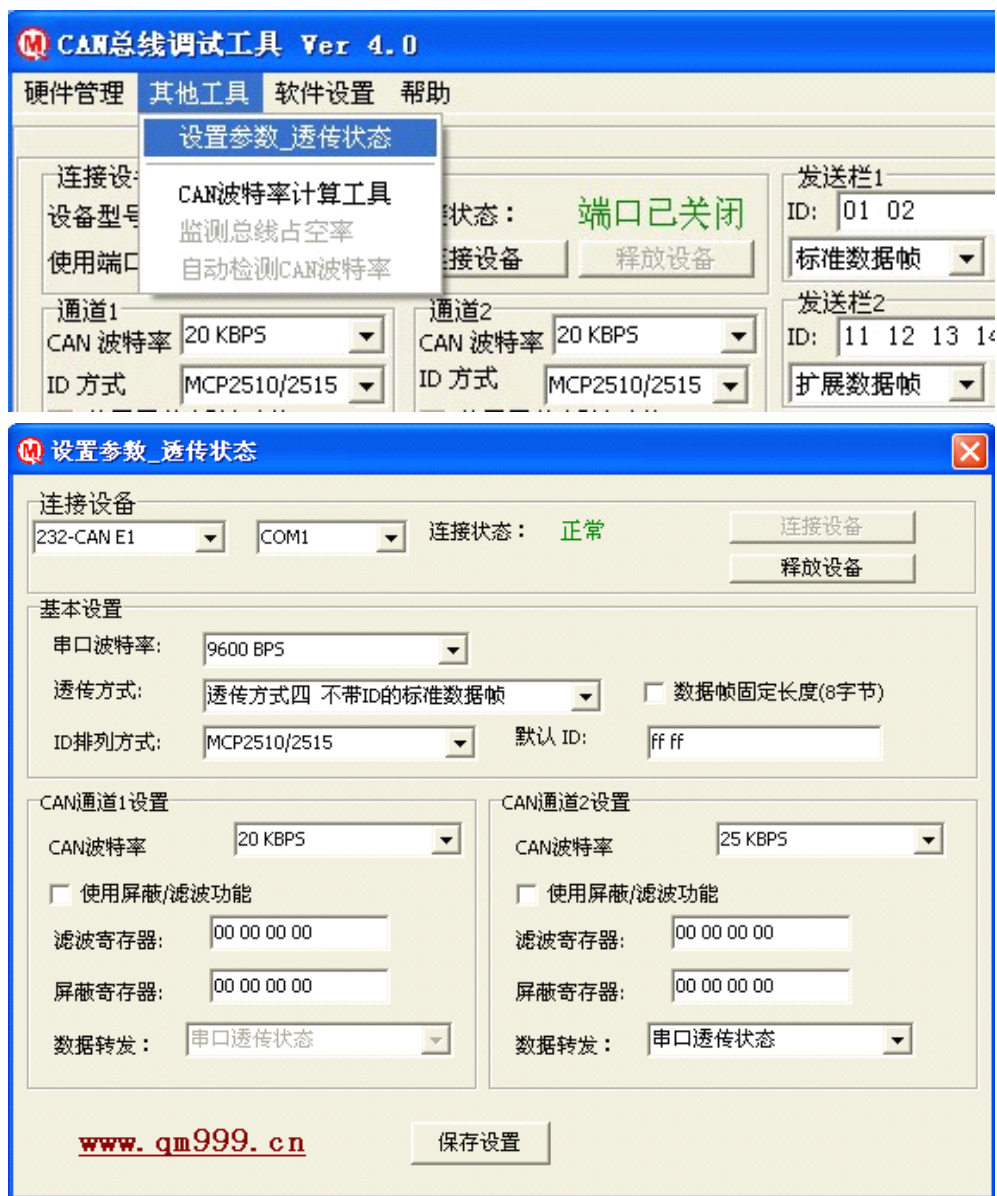 CAN总线调试工具 Ver 4.0
硬件管理 其他工具 软件设置 帮助
设置参数_透传状态
CAN波特率计算工具
监测总线占空率
自动检测CAN波特率
连接设
设备型号
状态： 端口已关闭
使用端口
接设备 释放设备
发送栏1
ID: 01 02
标准数据帧
通道1
CAN 波特率 20 KBPS
ID 方式 MCP2510/2515
通道2
CAN 波特率 20 KBPS
ID 方式 MCP2510/2515
发送栏2
ID: 11 12 13 14
扩展数据帧
设置参数_透传状态
连接设备
232-CAN E1 COM1 连接状态： 正常 连接设备
释放设备
基本设置
串口波特率: 9600 BPS
透传方式: 透传方式四 不带ID的标准数据帧 数据帧固定长度(8字节)
ID排列方式: MCP2510/2515 默认 ID: ff ff
CAN通道1设置
CAN波特率 20 KBPS
使用屏蔽/滤波功能
滤波寄存器: 00 00 00 00
屏蔽寄存器: 00 00 00 00
数据转发： 串口透传状态
CAN通道2设置
CAN波特率 25 KBPS
使用屏蔽/滤波功能
滤波寄存器: 00 00 00 00
屏蔽寄存器: 00 00 00 00
数据转发： 串口透传状态
www.qm999.cn 保存设置